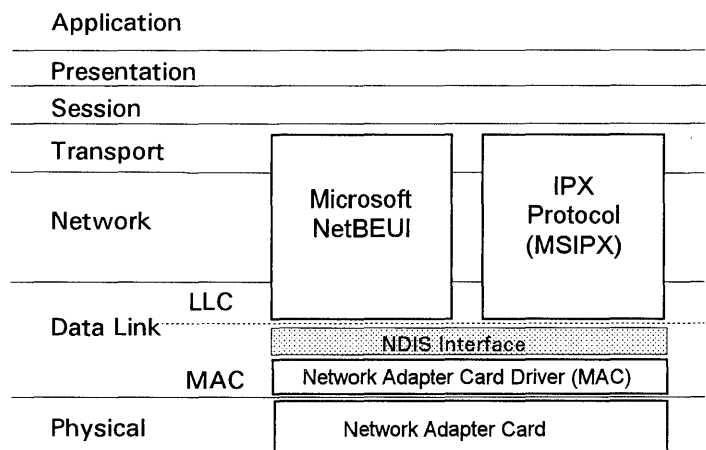 Application
Presentation
Session
Transport
Network
LLC
Data Link
MAC
Physical
Microsoft
NetBEUI
IPX
Protocol
(MSIPX)
NDIS Interface
Network Adapter Card Driver (MAC)
Network Adapter Card